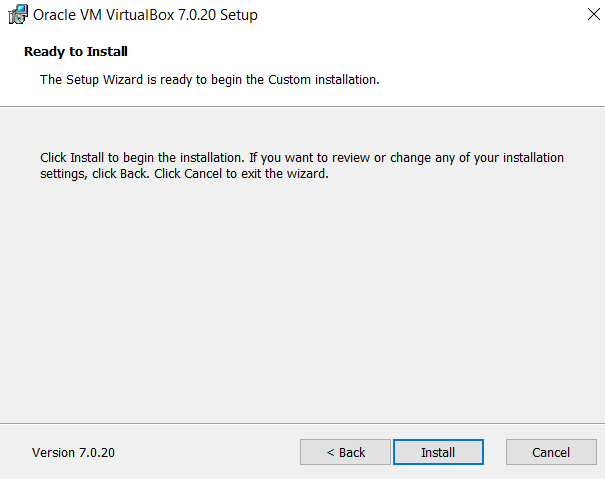 Oracle VM VirtualBox 7.0.20 Setup
Ready to Install
The Setup Wizard is ready to begin the Custom installation.
Click Install to begin the installation. If you want to review or change any of your installation
settings, click Back. Click Cancel to exit the wizard.
Version 7.0.20
< Back
Install
Cancel